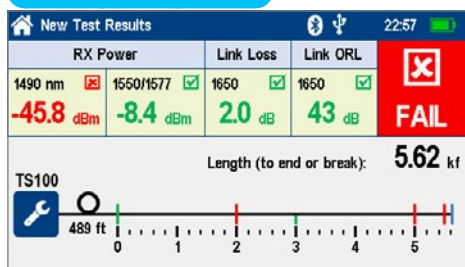 New Test Results 22:57
RX Power Link Loss Link ORL
1490 nm 1550/1577 1650 1650
-45.8 dBm -8.4 dBm 2.0 dB 43 dB FAIL
Length (to end or break): 5.62 kf
TS100
489 ft
0 1 2 3 4 5